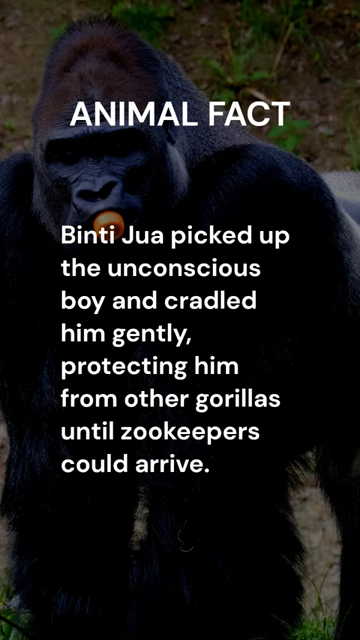 ANIMAL FACT
Binti Jua picked up
the unconscious
boy and cradled
him gently,
protecting him
from other gorillas
until zookeepers
could arrive.